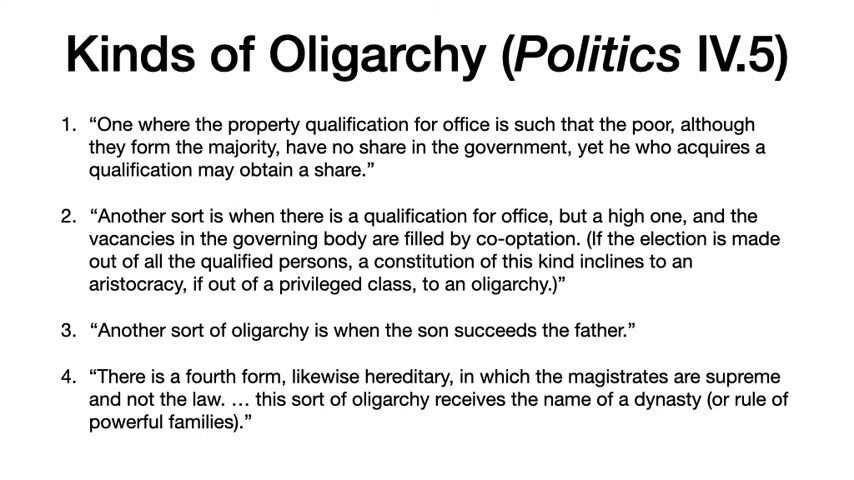 Kinds of Oligarchy (Politics IV.5)
1. “One where the property qualification for office is such that the poor, although
they form the majority, have no share in the government, yet he who acquires a
qualification may obtain a share.”
2. “Another sort is when there is a qualification for office, but a high one, and the
vacancies in the governing body are filled by co-optation. (If the election is made
out of all the qualified persons, a constitution of this kind inclines to an
aristocracy, if out of a privileged class, to an oligarchy.)”
3. “Another sort of oligarchy is when the son succeeds the father.”
4. “There is a fourth form, likewise hereditary, in which the magistrates are supreme
and not the law. … this sort of oligarchy receives the name of a dynasty (or rule of
powerful families).”